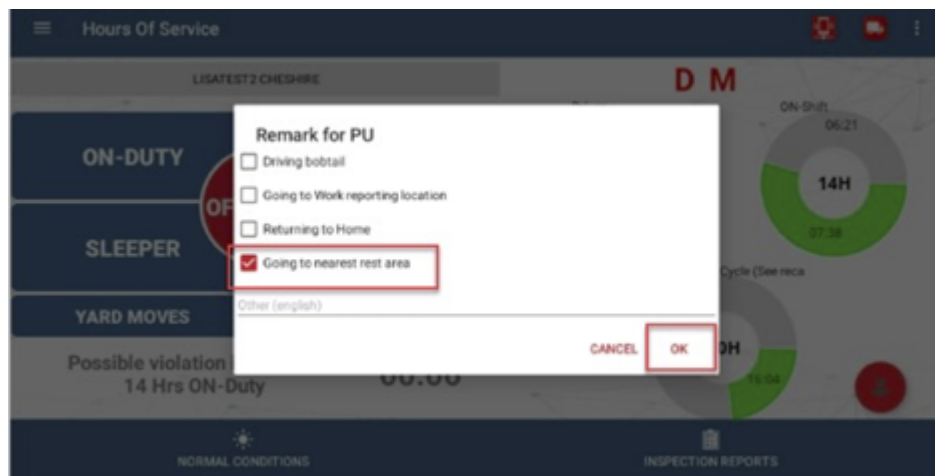 Hours Of Service
LISATEST2 CHESHIRE
D M
ON-Shift
06:21
14H
07:38
ON-DUTY
OF
SLEEPER
YARD MOVES
Remark for PU
Driving bobtail
Going to Work reporting location
Returning to Home
Going to nearest rest area
Other (english)
CANCEL OK
Cycle (See reca
0H
16:04
Possible violation
14 Hrs ON-Duty
NORMAL CONDITIONS
INSPECTION REPORTS